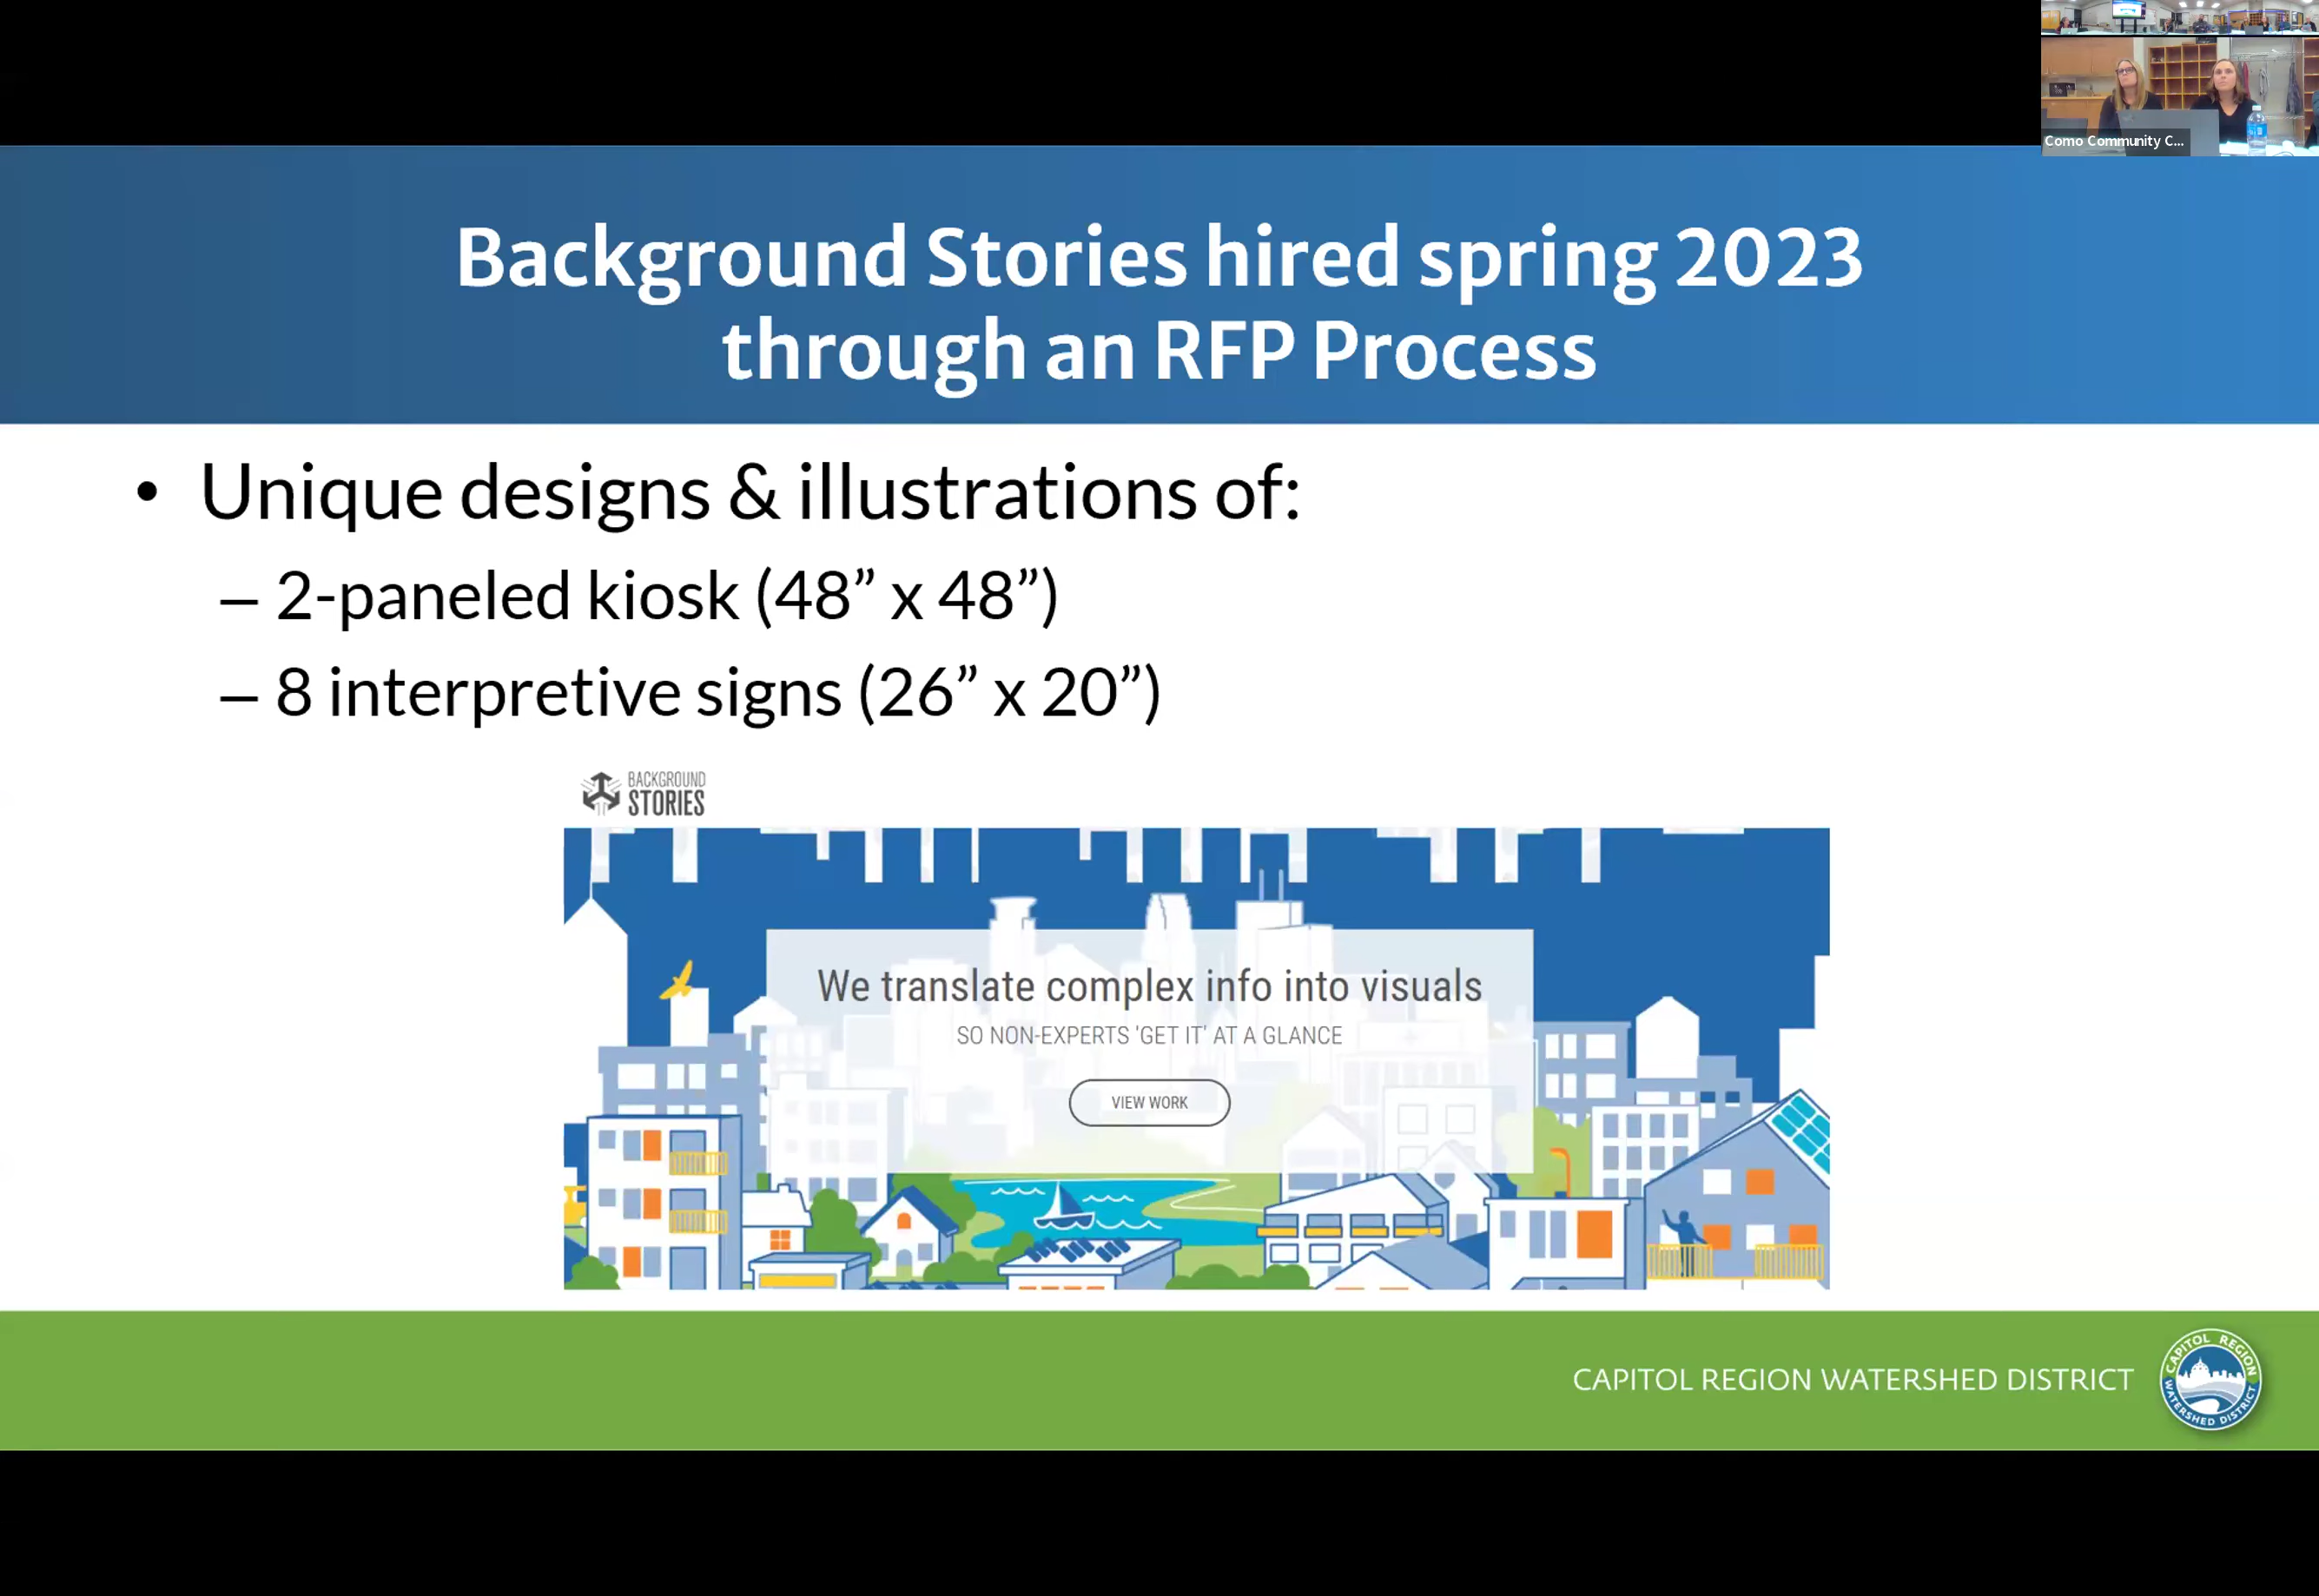 Como Community C...
Background Stories hired spring 2023
through an RFP Process
• Unique designs & illustrations of:
– 2-paneled kiosk (48” x 48”)
– 8 interpretive signs (26” x 20”)
BACKGROUND
STORIES
We translate complex info into visuals
SO NON-EXPERTS 'GET IT' AT A GLANCE
VIEW WORK
CAPITOL REGION WATERSHED DISTRICT
CAPITOL REGION
WATERSHED DISTRICT